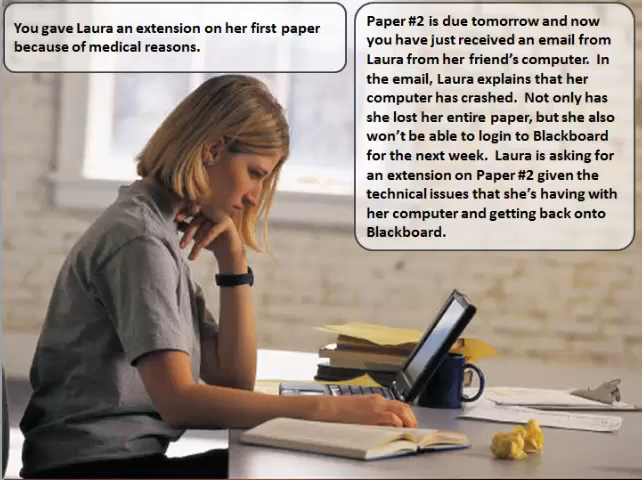 You gave Laura an extension on her first paper
because of medical reasons.
Paper #2 is due tomorrow and now
you have just received an email from
Laura from her friend's computer.  In
the email, Laura explains that her
computer has crashed.  Not only has
she lost her entire paper, but she also
won't be able to login to Blackboard
for the next week.  Laura is asking for
an extension on Paper #2 given the
technical issues that she's having with
her computer and getting back onto
Blackboard.